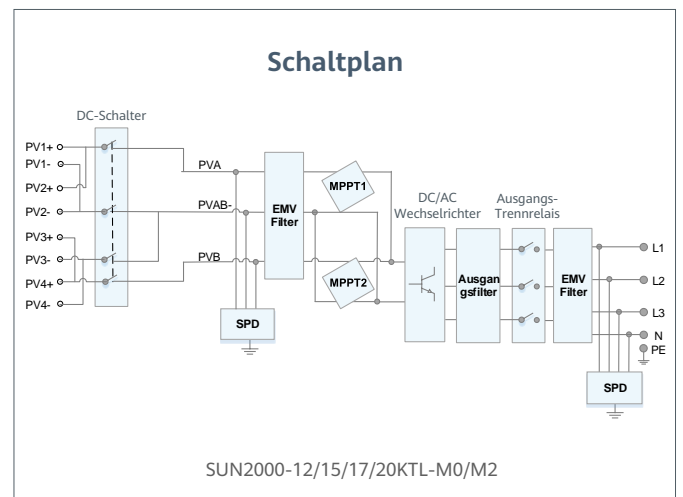 Schaltplan
DC-Schalter
PV1+
PV1-
PV2+
PV2-
PV3+
PV3-
PV4+
PV4-
PVA
PVAB-
PVB
EMV
Filter
SPD
MPPT1
MPPT2
DC/AC
Wechselrichter
Ausgan
gsfilter
Ausgangs-
Trennrelais
EMV
Filter
L1
L2
L3
N
PE
SPD
SUN2000-12/15/17/20KTL-M0/M2